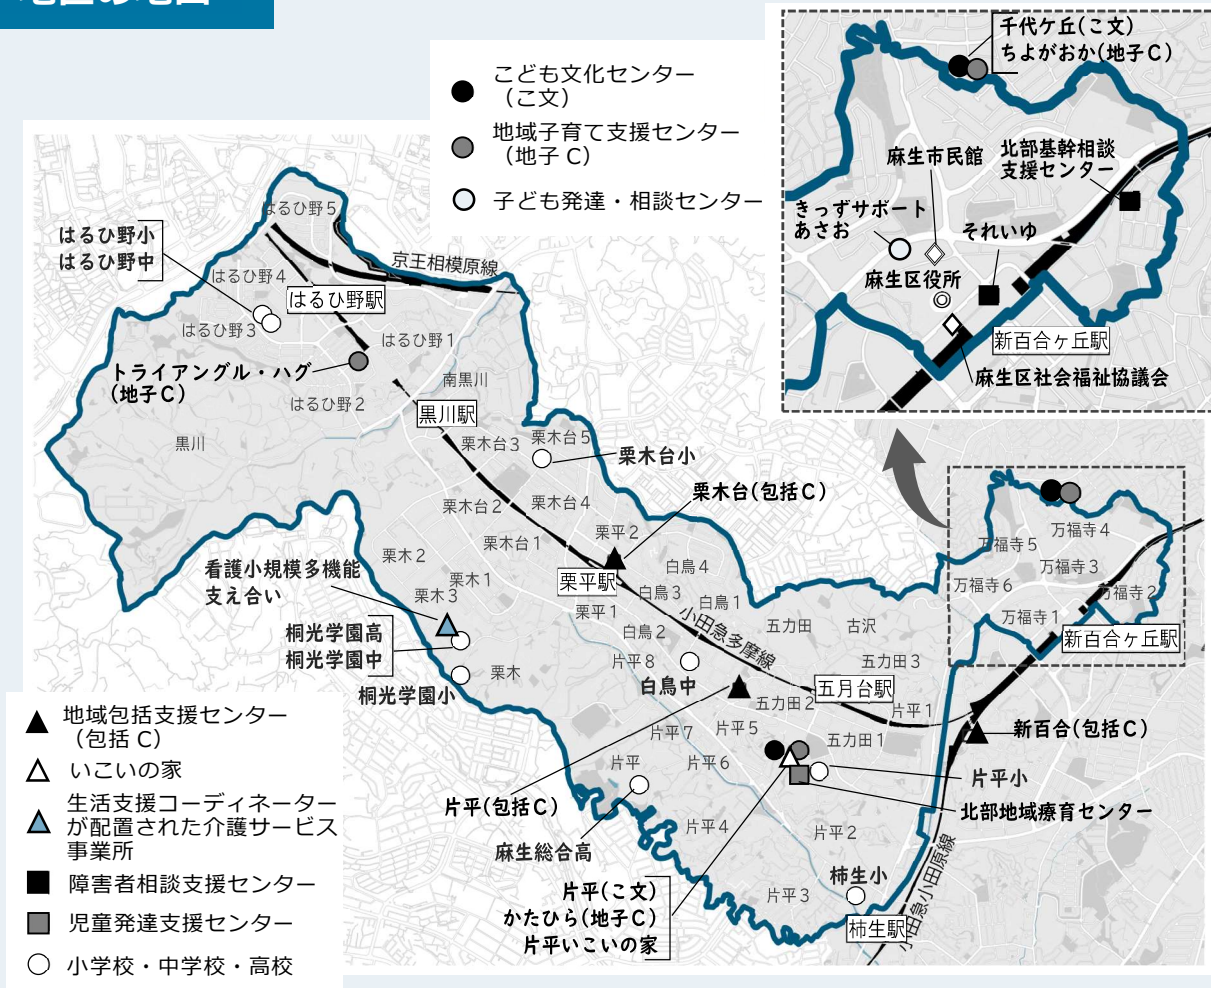 こども文化センター
（こ文）
地域子育て支援センター
（地子 C）
子ども発達・相談センター
千代ケ丘(こ文)
ちよがおか(地子C)
麻生市民館
北部基幹相談
支援センター
きっずサポート
あさお
それいゆ
麻生区役所
新百合ヶ丘駅
麻生区社会福祉協議会
はるひ野5
はるひ野小
はるひ野中
京王相模原線
はるひ野4
はるひ野駅
はるひ野3
はるひ野1
トライアングル・ハグ
(地子C)
南黒川
はるひ野2
黒川駅
黒川
栗木台3
栗木台5
栗木台小
栗木台(包括C)
栗木台2
栗木台4
栗平2
栗木台1
栗木2
看護小規模多機能
支え合い
栗木1
栗木3
栗平駅
白鳥4
白鳥3
白鳥1
栗平1
小田急多摩線
白鳥2
五力田
古沢
万福寺4
万福寺5
万福寺3
万福寺6
万福寺2
万福寺1
新百合ヶ丘駅
桐光学園高
桐光学園中
栗木
桐光学園小
片平8
白鳥中
五力田3
五月台駅
五力田2
片平1
片平7
片平5
五力田1
新百合(包括C)
片平
片平6
片平小
片平(包括C)
北部地域療育センター
片平4
片平2
麻生総合高
片平(こ文)
かたひら(地子C)
片平いこいの家
片平3
柿生小
柿生駅
小田急小田原線
地域包括支援センター
（包括 C）
いこいの家
生活支援コーディネーター
が配置された介護サービス
事業所
障害者相談支援センター
児童発達支援センター
小学校・中学校・高校